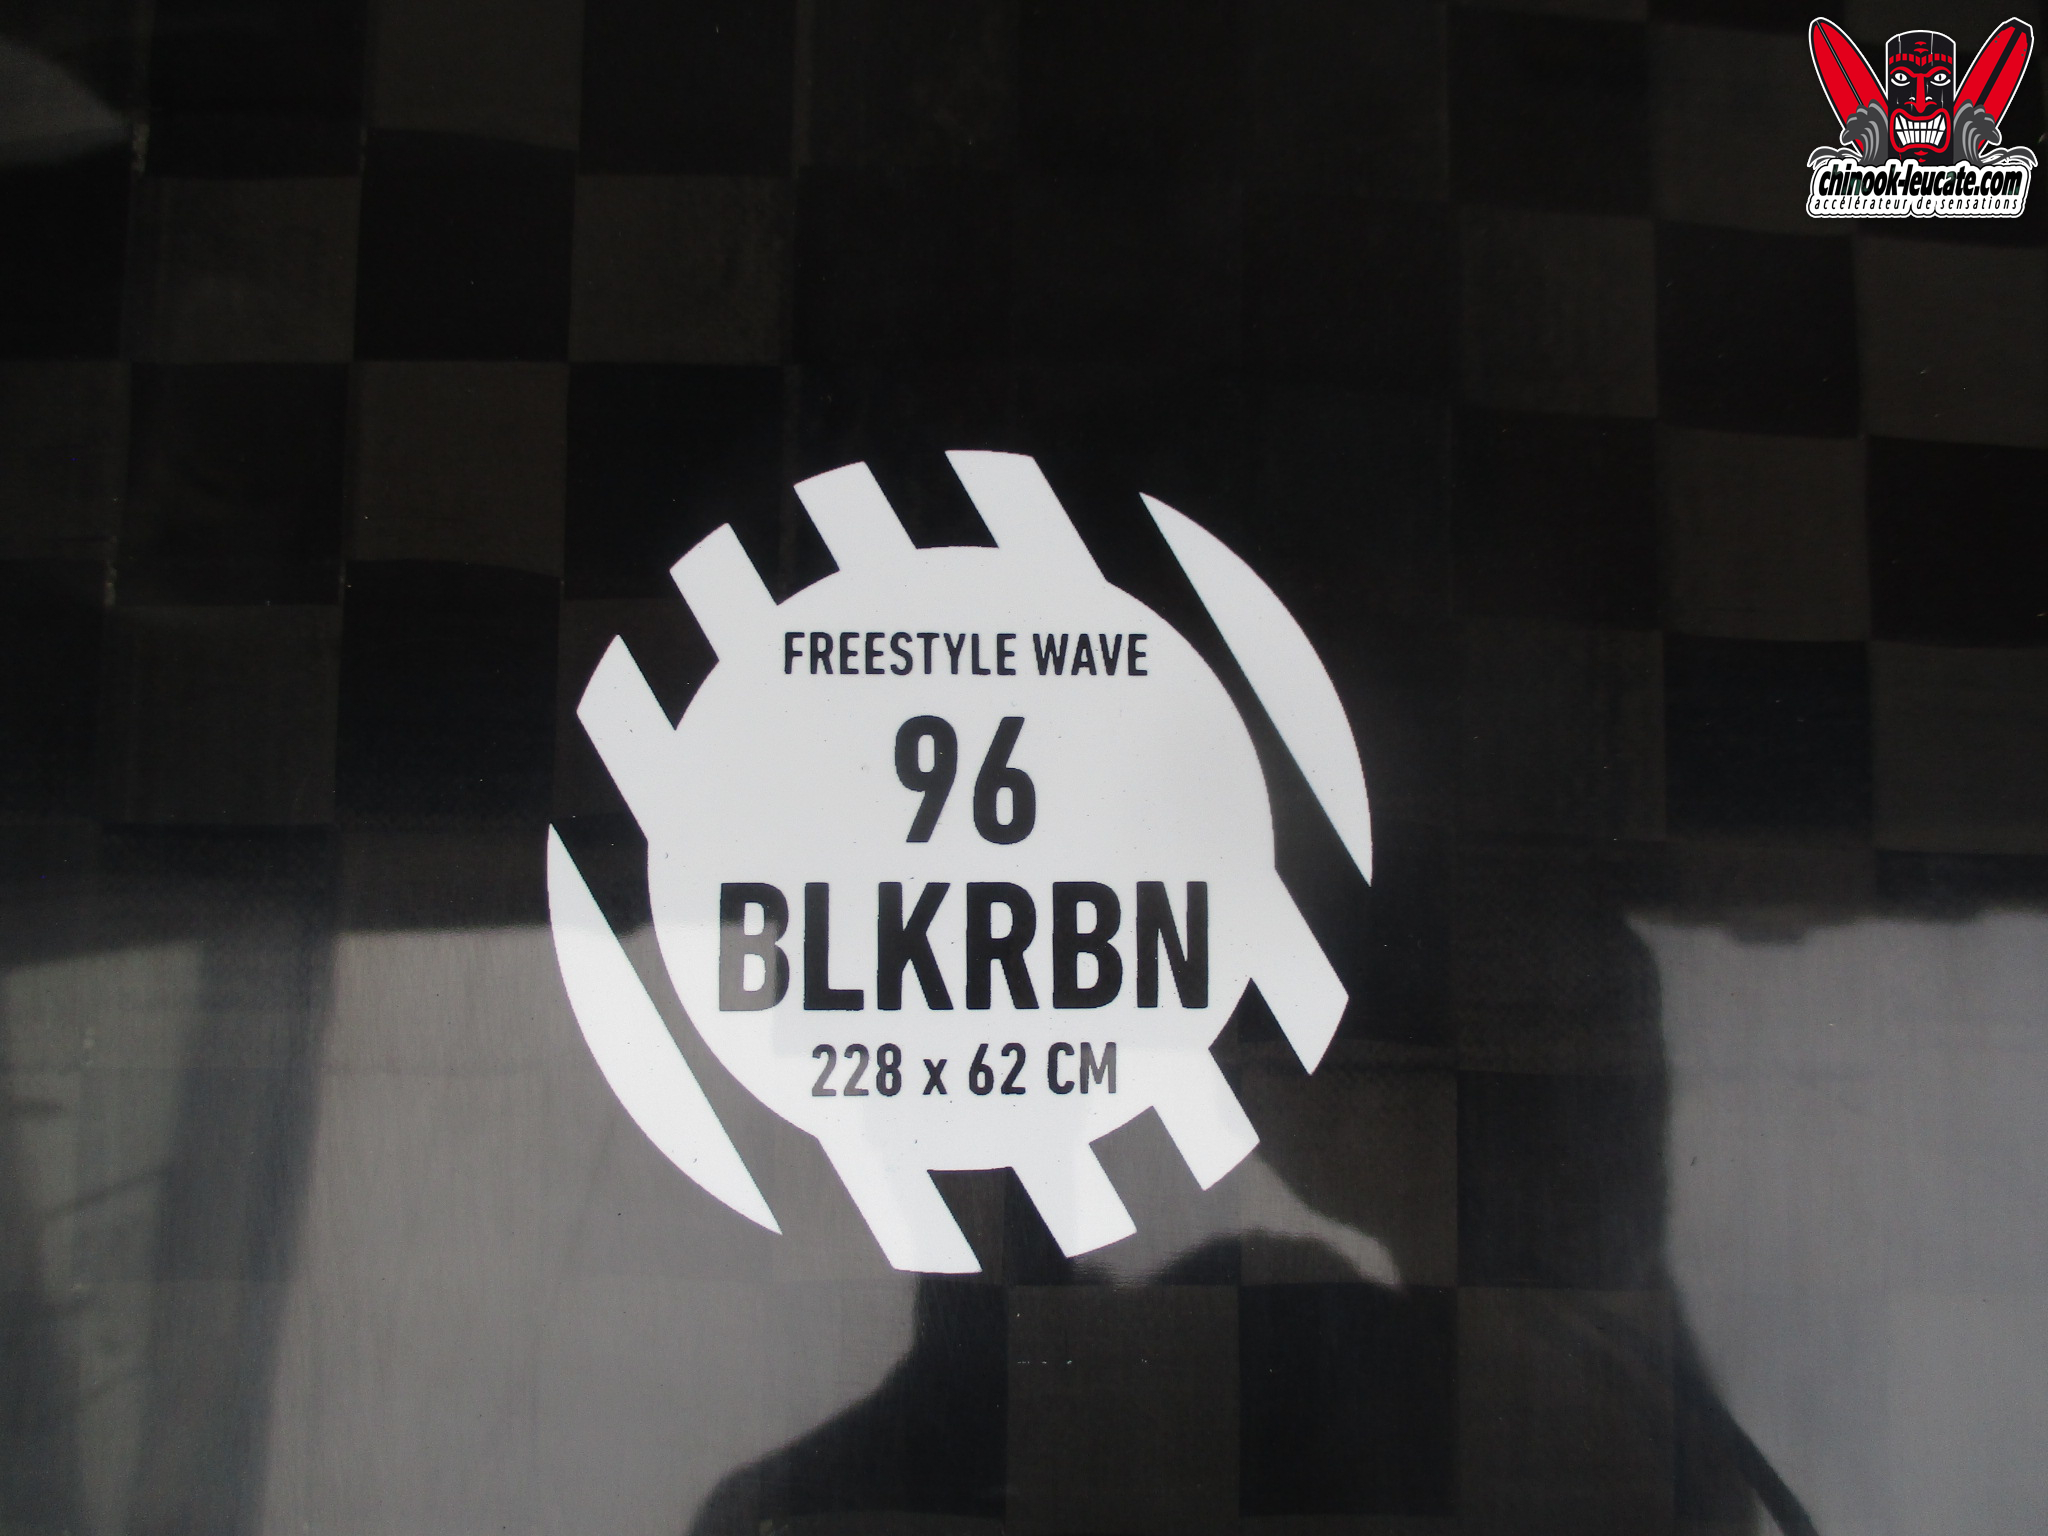 chinook-leucate.com
accélérateur de sensations
FREESTYLE WAVE
96
BLKRBN
228 x 62 CM